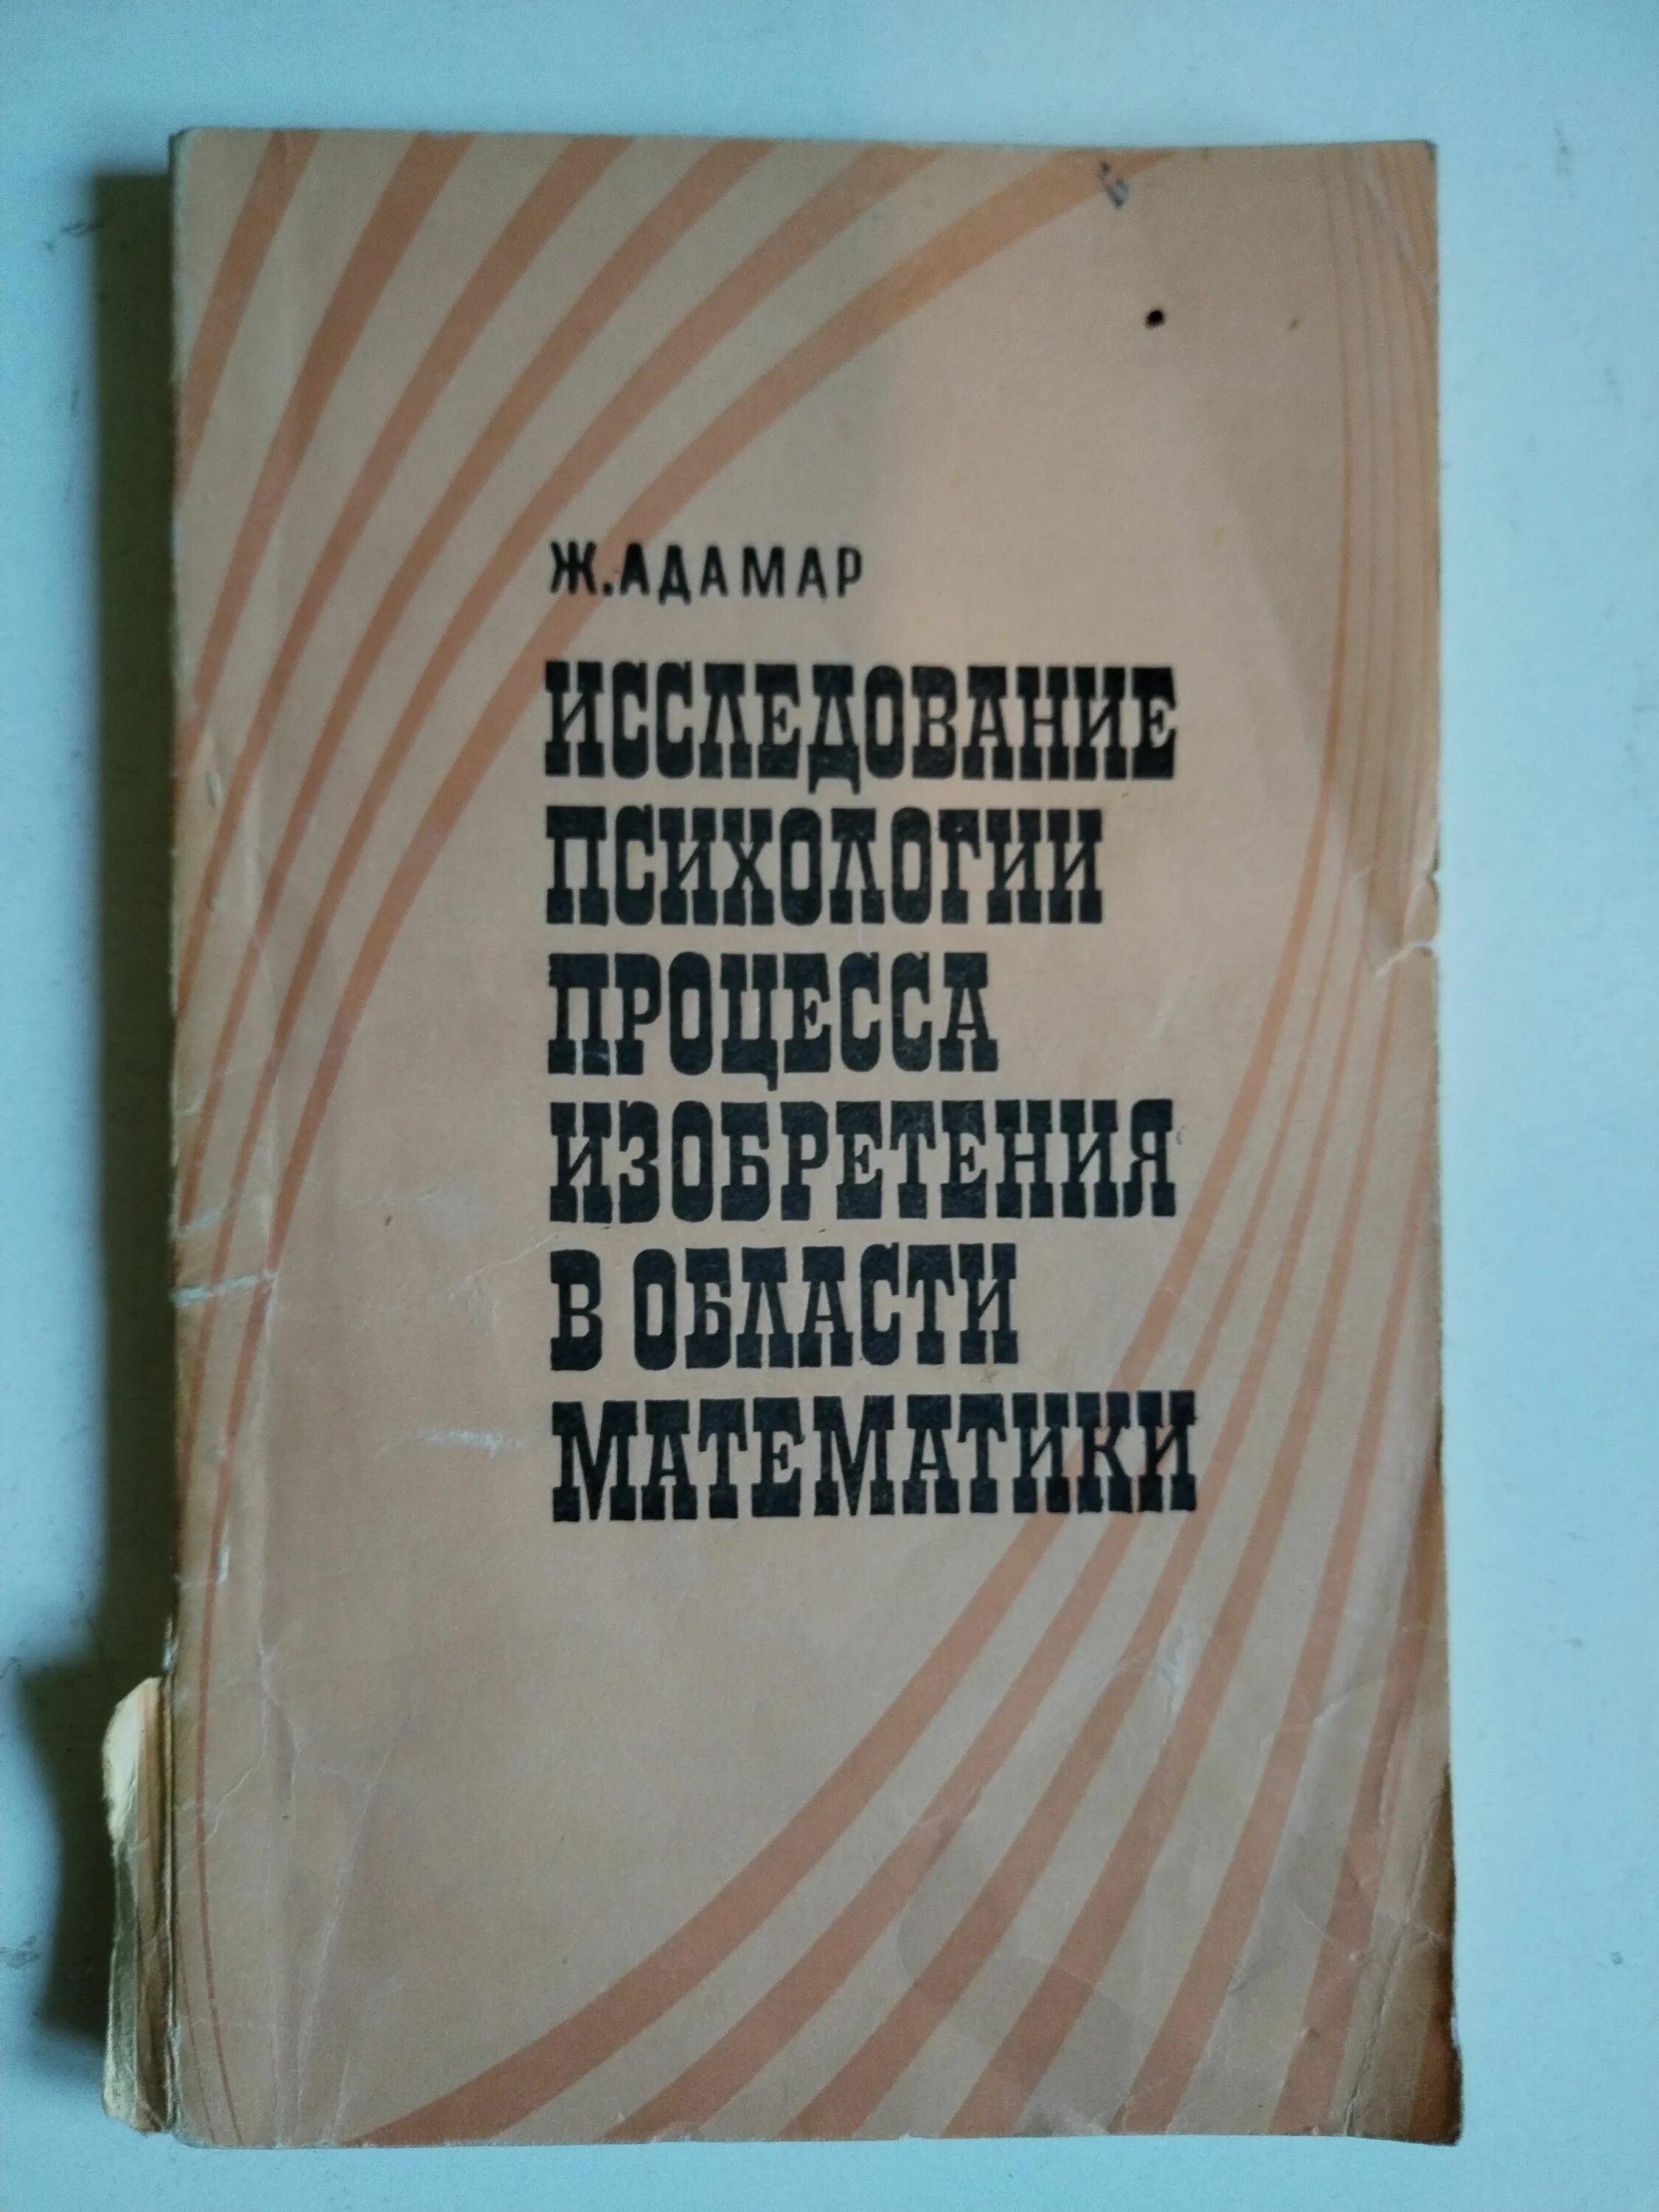 Ж.АДАМАР
ИССЛЕДОВАНИЕ
ПСИХОЛОГИИ
ПРОЦЕССА
ИЗОБРЕТЕНИЯ
В ОБЛАСТИ
МАТЕМАТИКИ